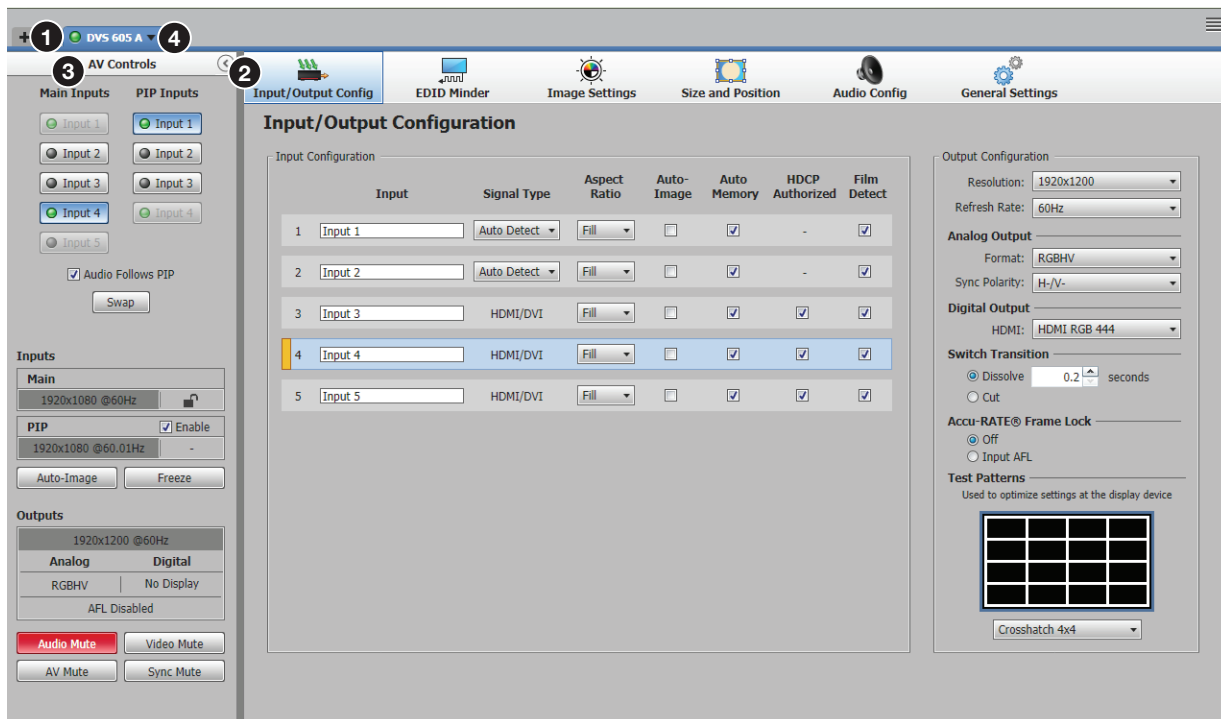 + 1 DVS 605 A 4
3 AV Controls 2
Main Inputs PIP Inputs
Input 1 Input 1
Input 2 Input 2
Input 3 Input 3
Input 4 Input 4
Input 5
Audio Follows PIP
Swap
Inputs
Main
1920x1080 @60Hz
PIP Enable
1920x1080 @60.01Hz -
Auto-Image Freeze
Outputs
1920x1200 @60Hz
Analog Digital
RGBHV No Display
AFL Disabled
Audio Mute Video Mute
AV Mute Sync Mute
Input/Output Config EDID Minder Image Settings Size and Position Audio Config General Settings
Input/Output Configuration
Input Configuration
Input Signal Type Aspect Ratio Auto-Image Auto Memory HDCP Authorized Film Detect
1 Input 1 Auto Detect Fill -
2 Input 2 Auto Detect Fill -
3 Input 3 HDMI/DVI Fill
4 Input 4 HDMI/DVI Fill
5 Input 5 HDMI/DVI Fill
Output Configuration
Resolution: 1920x1200
Refresh Rate: 60Hz
Analog Output
Format: RGBHV
Sync Polarity: H-/V-
Digital Output
HDMI: HDMI RGB 444
Switch Transition
Dissolve 0.2 seconds
Cut
Accu-RATE® Frame Lock
Off
Input AFL
Test Patterns
Used to optimize settings at the display device
Crosshatch 4x4